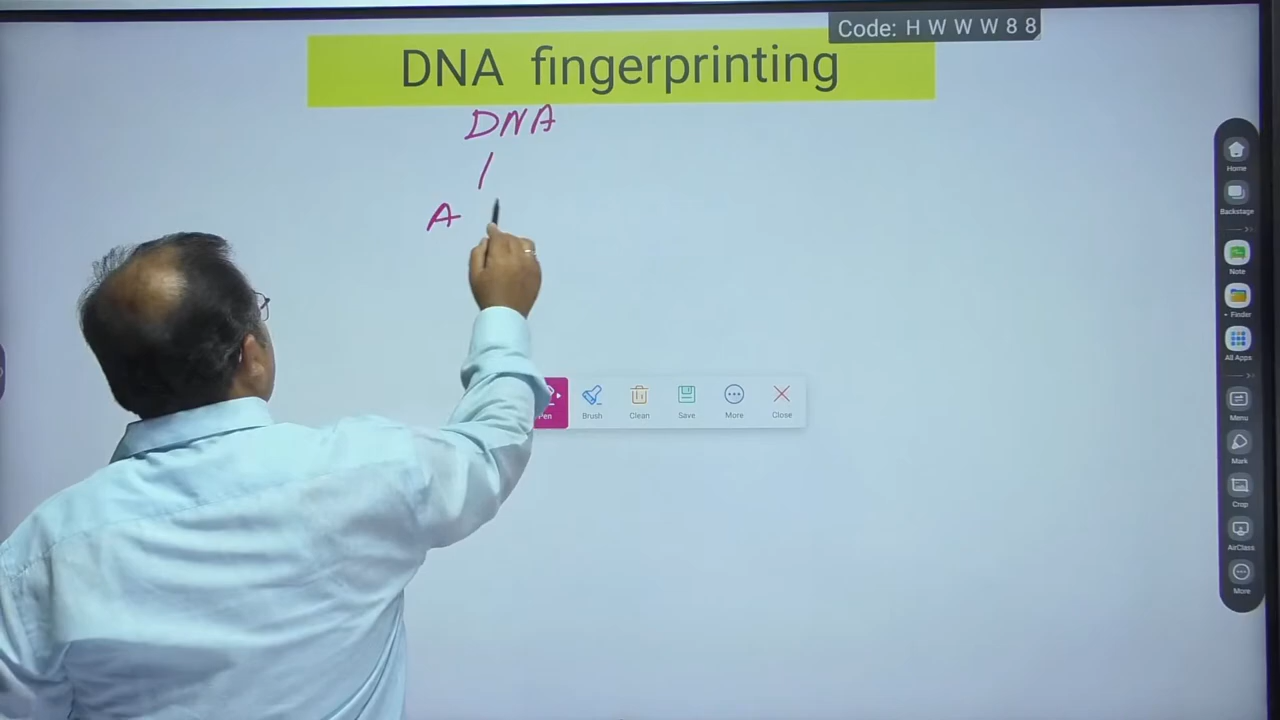 Code: H W W W 8 8
DNA fingerprinting
DNA
A
Pen
Brush
Clean
Save
More
Close
Home
Backstage
Note
Finder
All Apps
Menu
Mark
Crop
AirClass
More